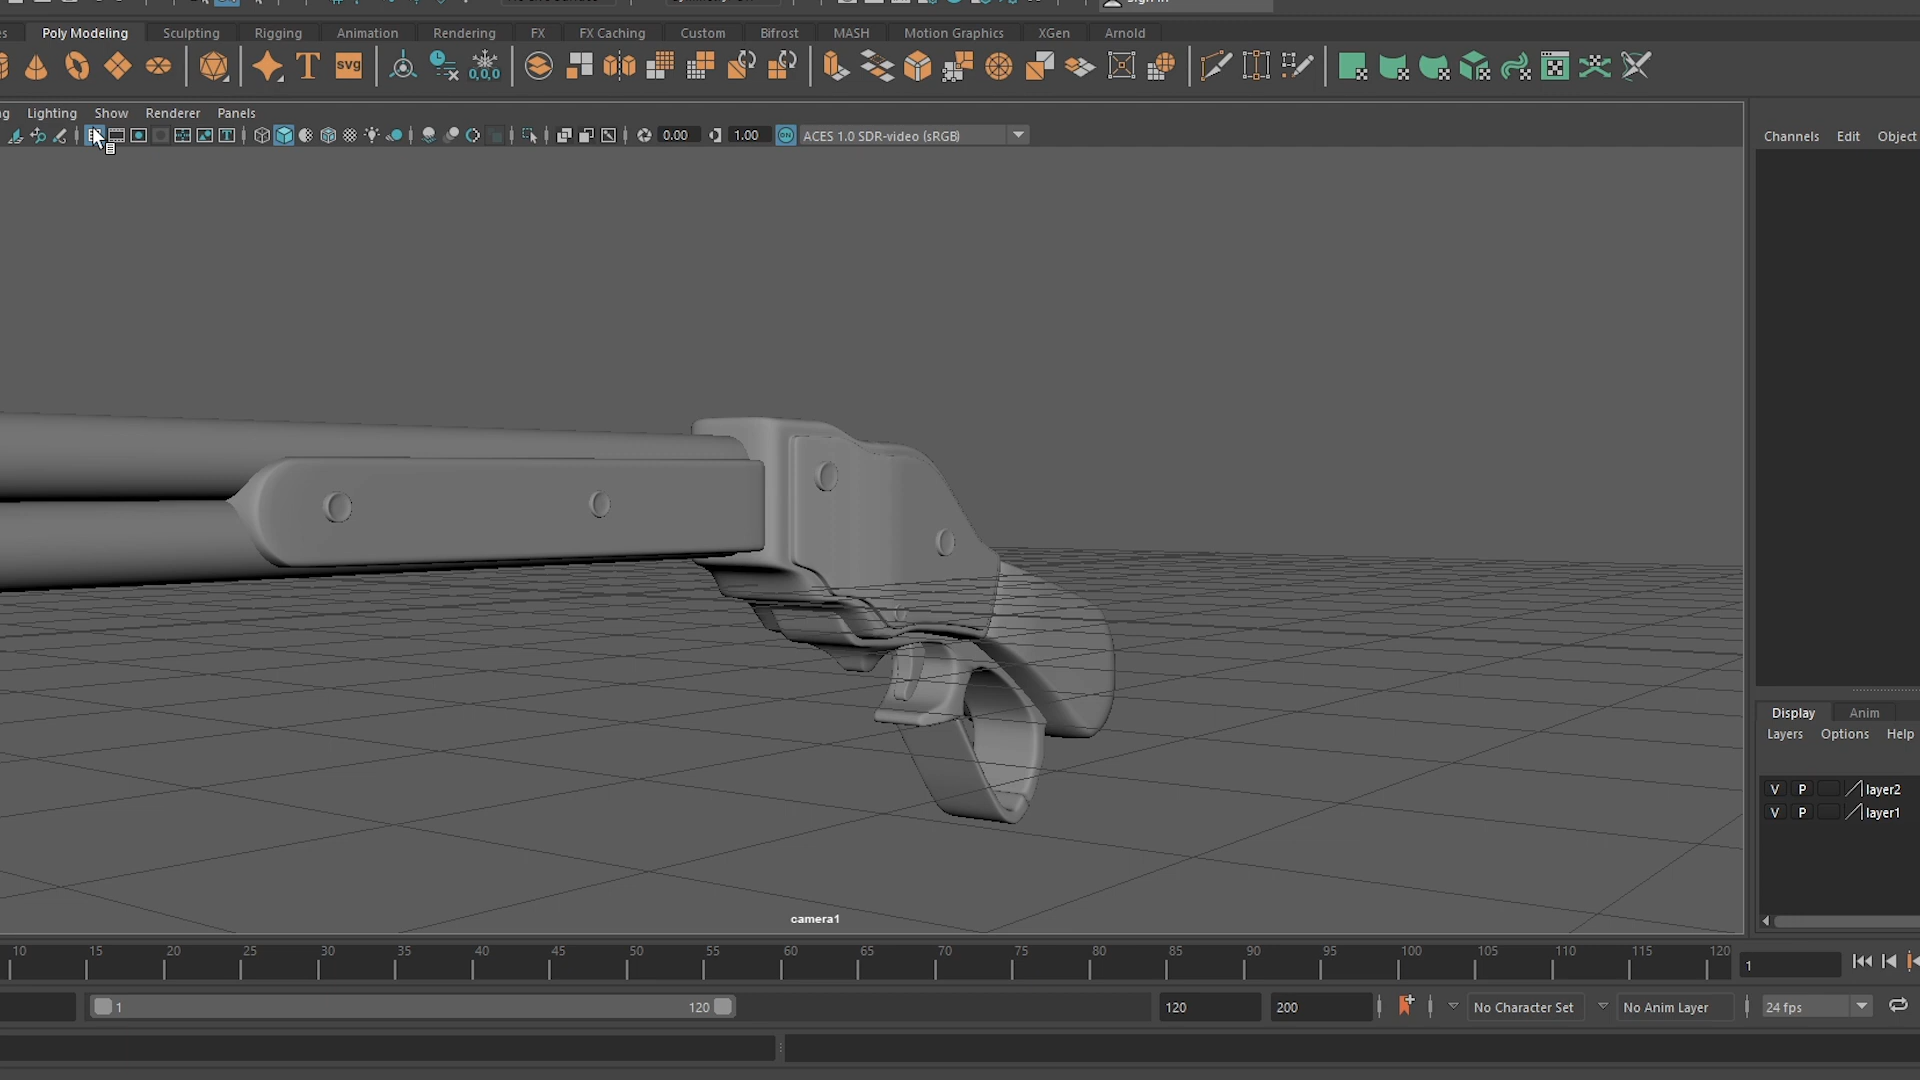 Poly Modeling Sculpting Rigging Animation Rendering FX FX Caching Custom Bifrost MASH Motion Graphics XGen Arnold
T SVG 0,0,0
Lighting Show Renderer Panels
0.00 1.00 ON ACES 1.0 SDR-video (sRGB)
Channels Edit Object
camera1
Display Anim
Layers Options Help
V P layer2
V P layer1
10 15 20 25 30 35 40 45 50 55 60 65 70 75 80 85 90 95 100 105 110 115 120
1
1 120 120 200 No Character Set No Anim Layer 24 fps